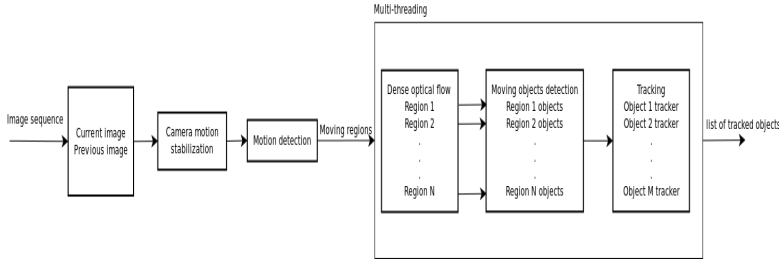 Multi-threading
Image sequence
Current image
Previous image
Camera motion
stabilization
Motion detection
Moving regions
Dense optical flow
Region 1
Region 2
.
.
.
Region N
Moving objects detection
Region 1 objects
Region 2 objects
.
.
.
Region N objects
Tracking
Object 1 tracker
Object 2 tracker
.
.
.
Object M tracker
list of tracked objects